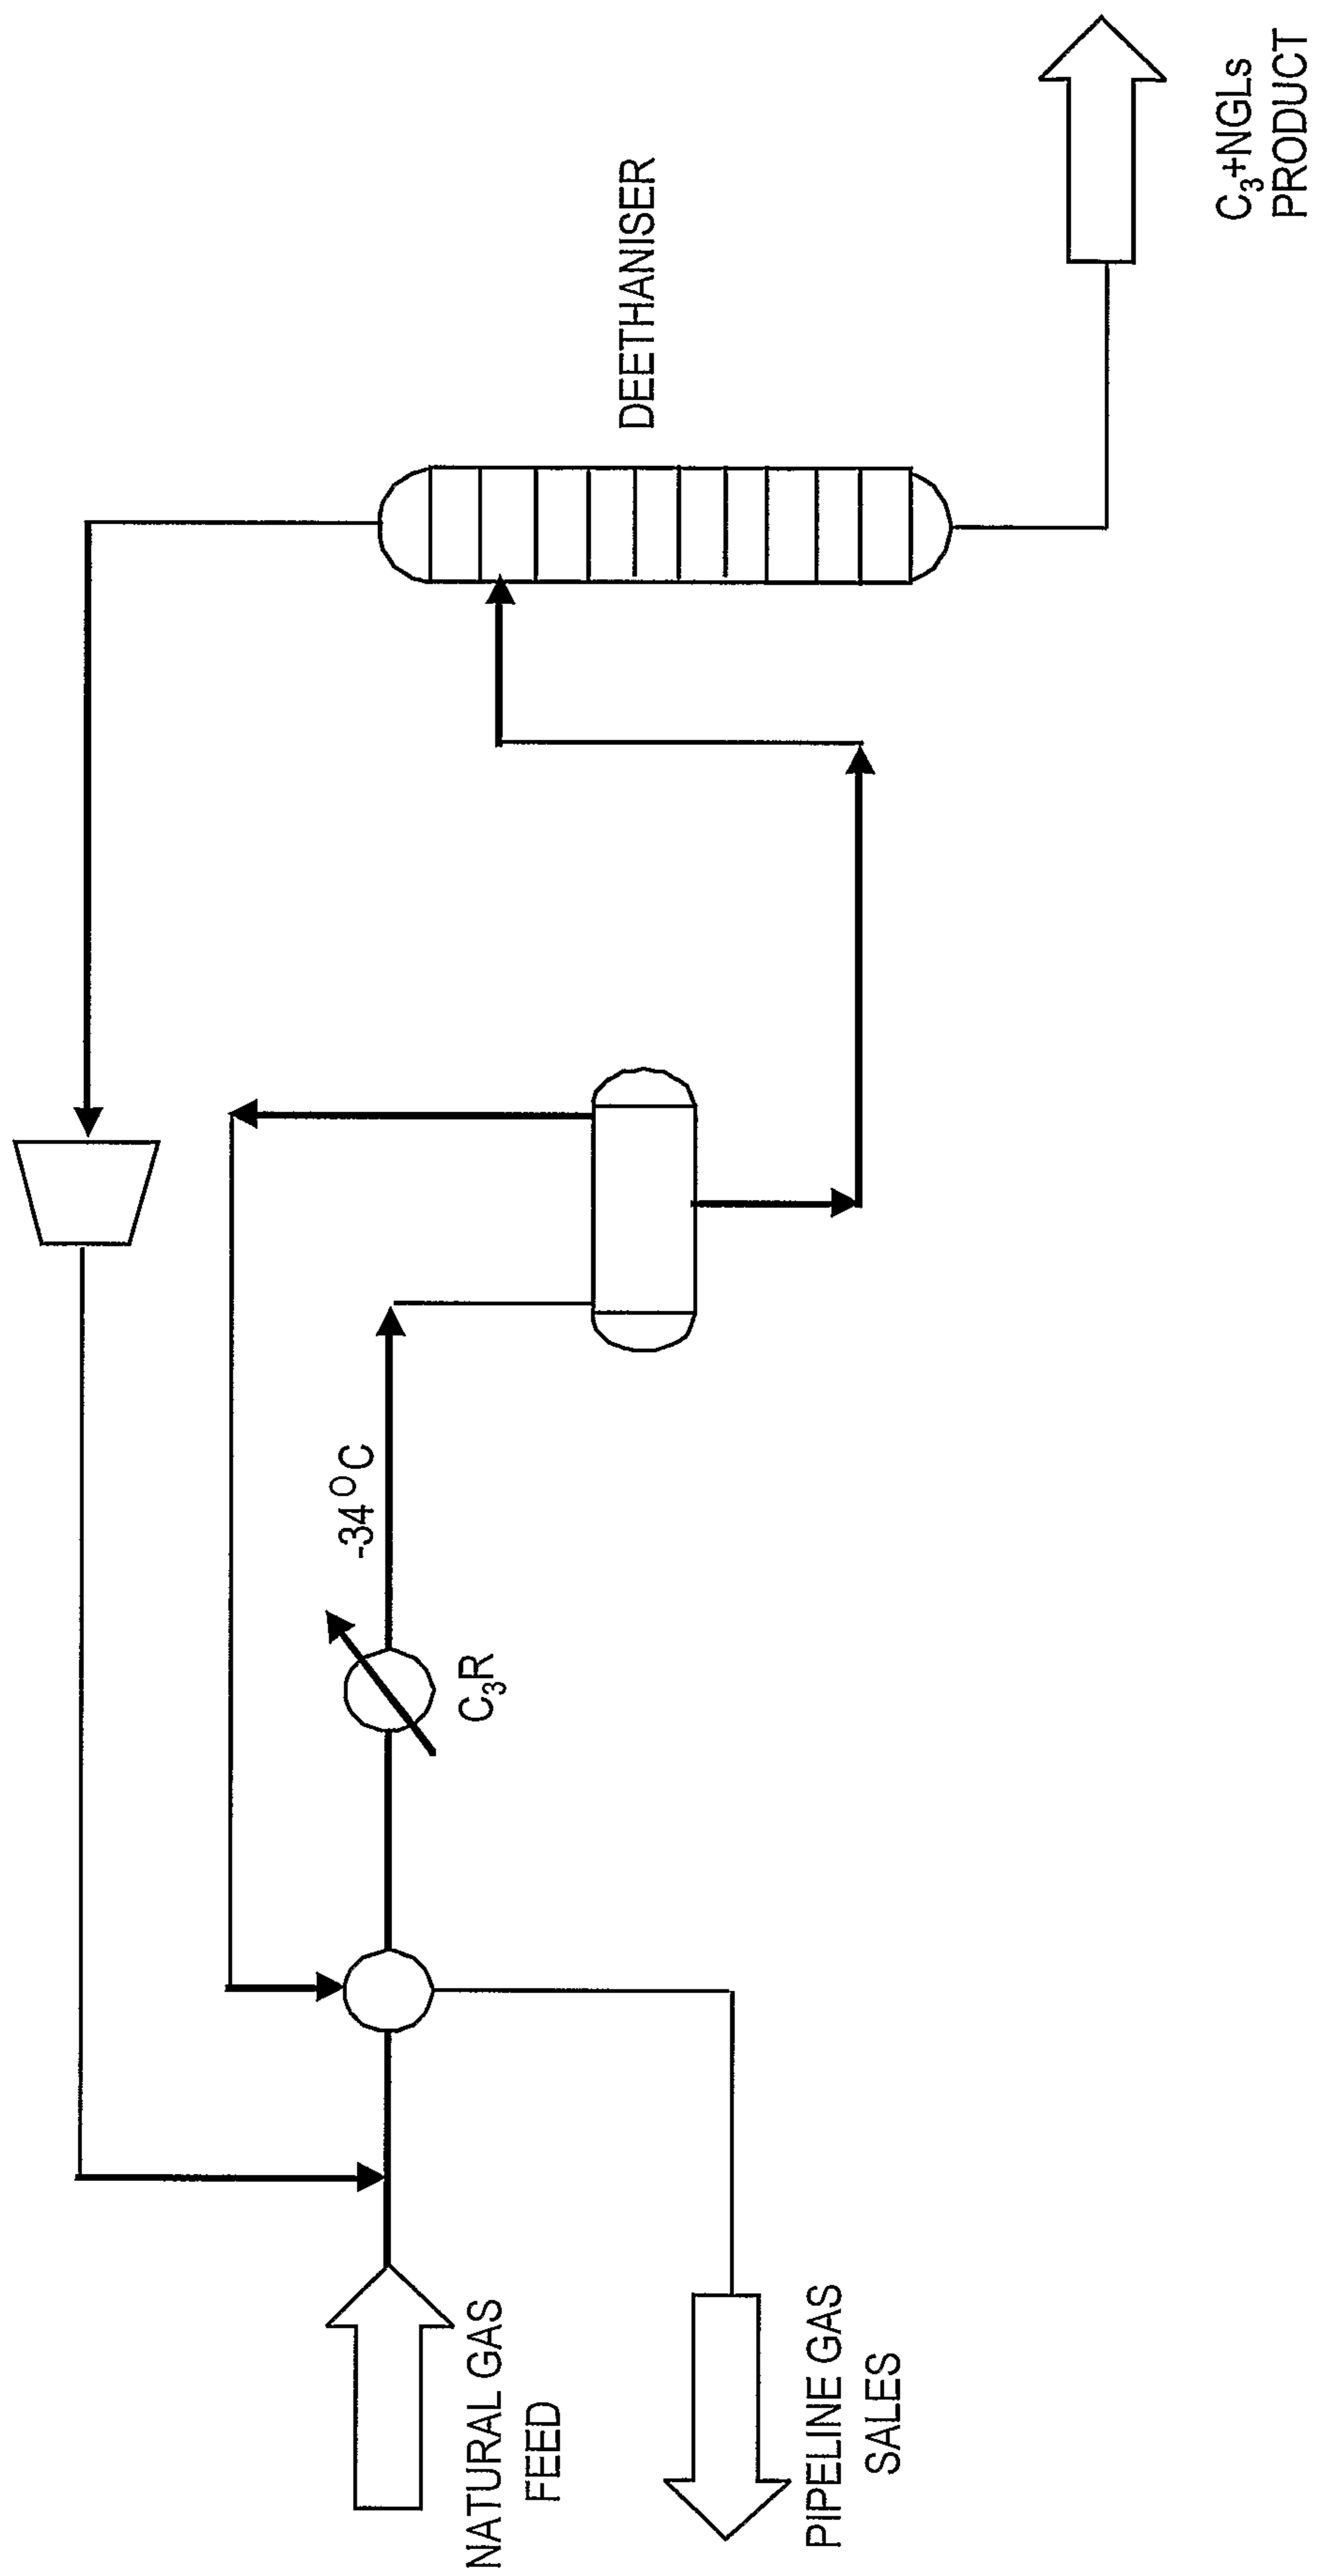 NATURAL GAS
FEED
PIPELINE GAS
SALES
C₃R
-34°C
DEETHANISER
C₃+NGLs
PRODUCT